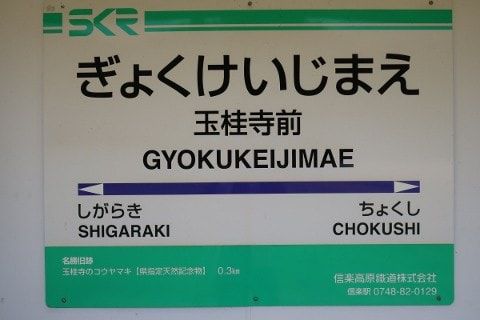 SKR
ぎょくけいじまえ
玉桂寺前
GYOKUKEIJIMAE
しがらき ちょくし
SHIGARAKI CHOKUSHI
名勝旧跡
玉桂寺のコウヤマキ【県指定天然記念物】 0.3㎞
信楽高原鐵道株式会社
信楽駅 0748-82-0129